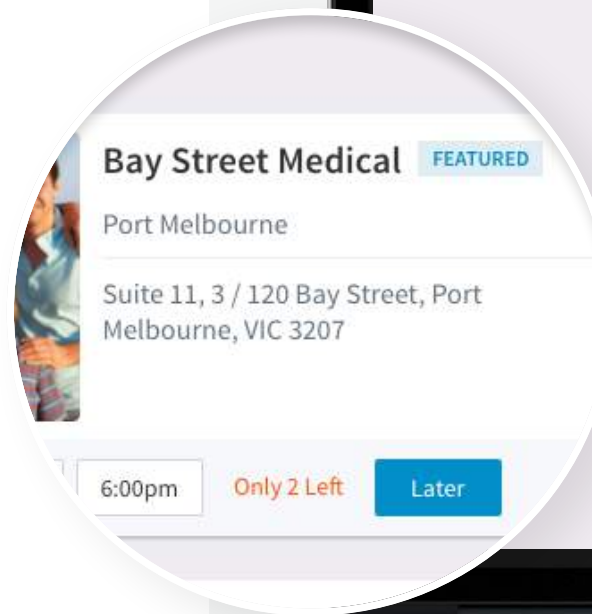 Bay Street Medical FEATURED
Port Melbourne
Suite 11, 3 / 120 Bay Street, Port
Melbourne, VIC 3207
6:00pm Only 2 Left Later